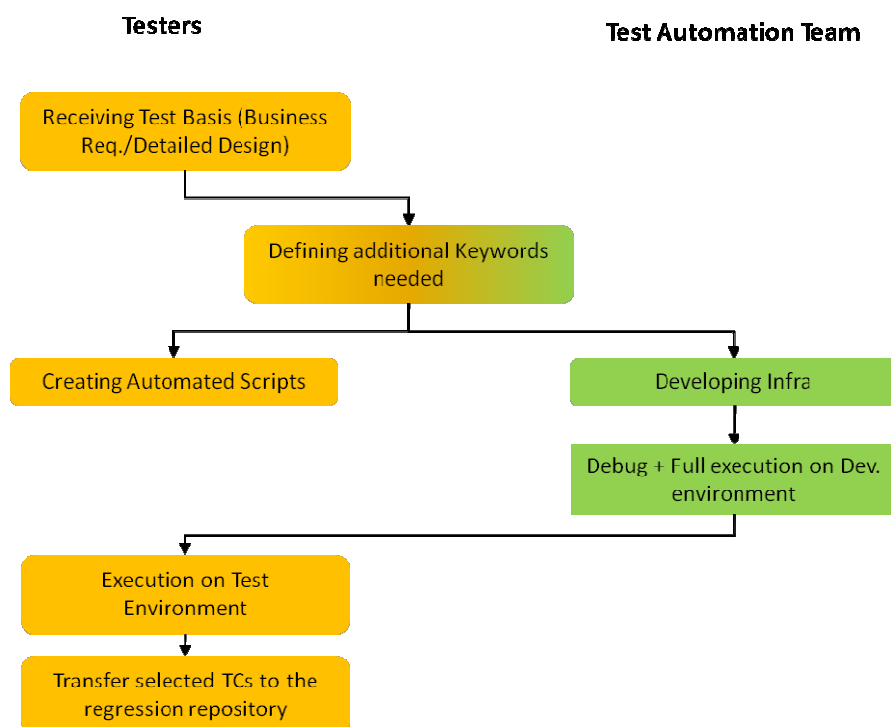 Testers
Test Automation Team
Receiving Test Basis (Business
Req./Detailed Design)
Defining additional Keywords
needed
Creating Automated Scripts
Developing Infra
Debug + Full execution on Dev.
environment
Execution on Test
Environment
Transfer selected TCs to the
regression repository